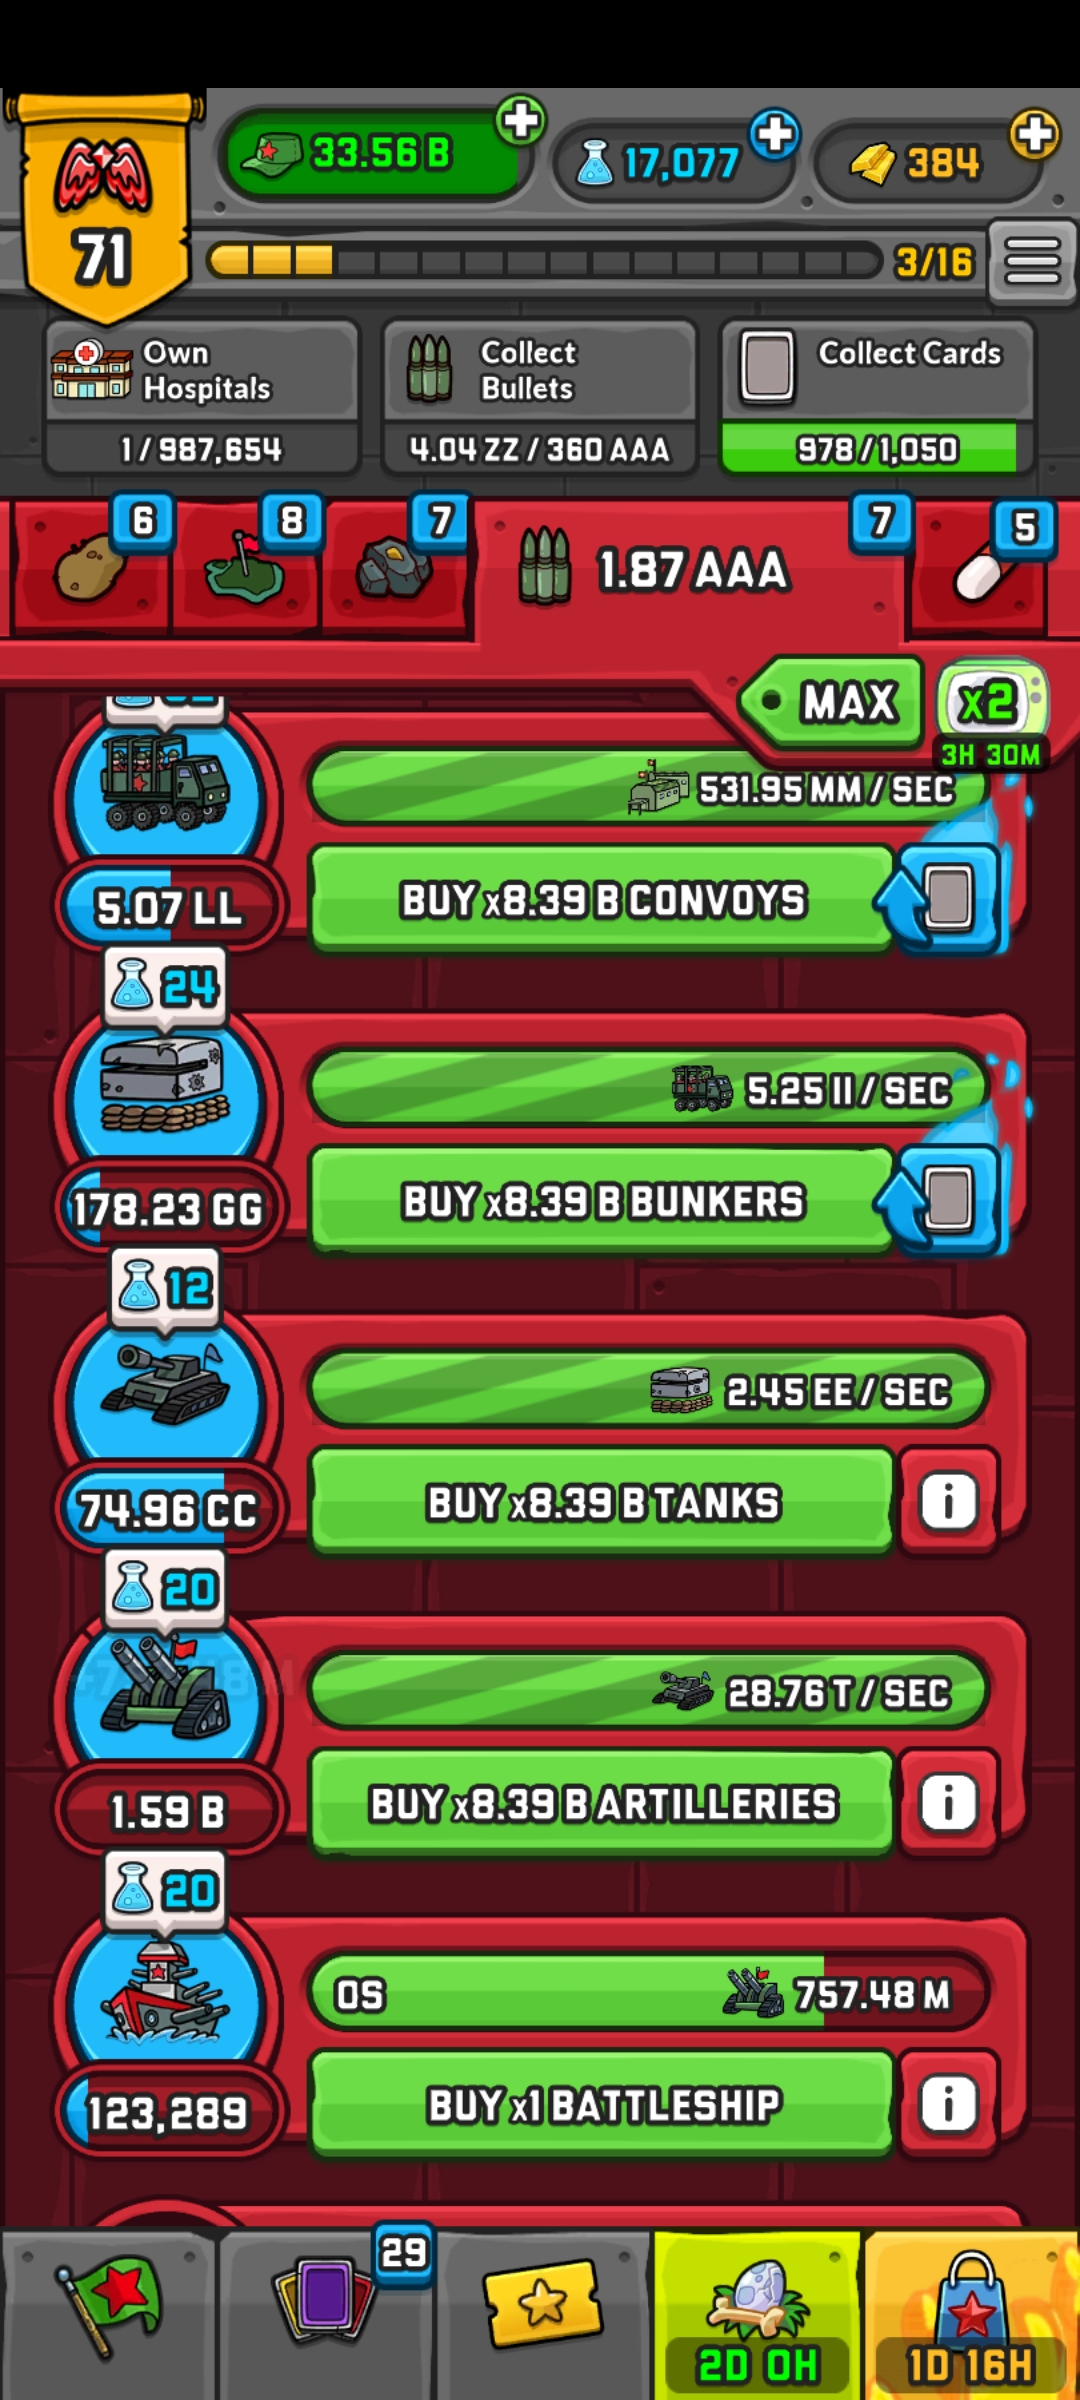 33.56 B
17,077
384
71
3/16
Own
Hospitals
1/987,654
Collect
Bullets
4.04 ZZ / 360 AAA
Collect Cards
978/1,050
6
8
7
1.87 AAA
7
5
MAX
x2
3H 30M
531.95 MM / SEC
BUY x8.39 B CONVOYS
5.07 LL
24
5.25 II / SEC
BUY x8.39 B BUNKERS
178.23 GG
12
2.45 EE / SEC
BUY x8.39 B TANKS
74.96 CC
20
28.76 T / SEC
BUY x8.39 B ARTILLERIES
i
1.59 B
20
0S
757.48 M
BUY x1 BATTLESHIP
i
123,289
29
2D 0H
1D 16H